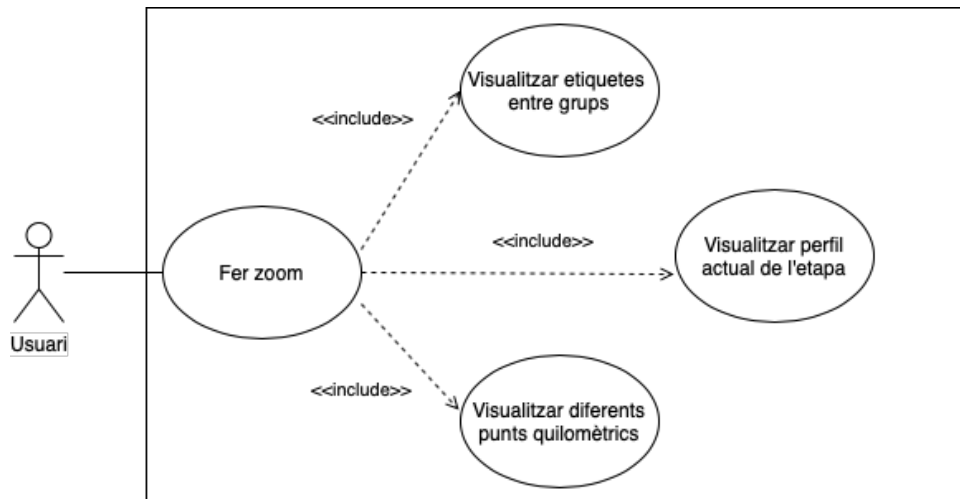 Visualitzar etiquetes
entre grups
<<include>>
Visualitzar perfil
actual de l'etapa
<<include>>
Fer zoom
Usuari
<<include>>
Visualitzar diferents
punts quilomètrics